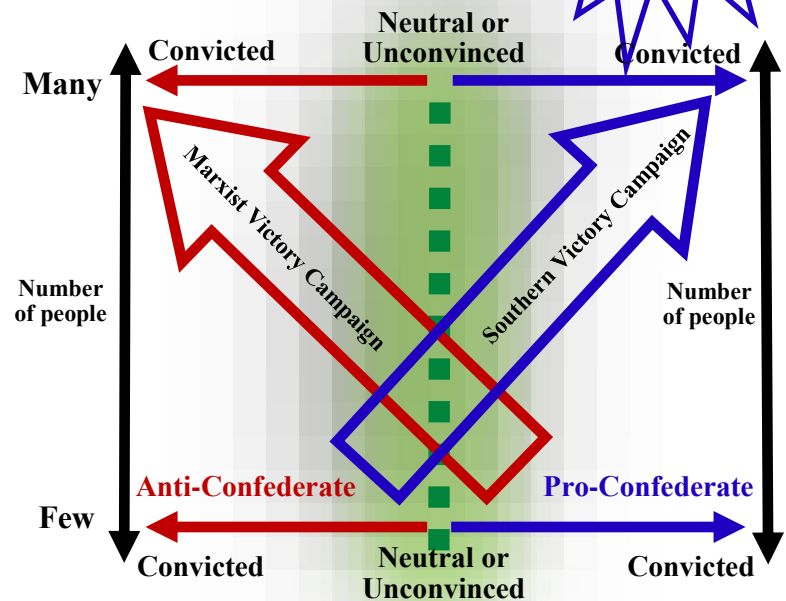 Neutral or
Unconvinced
Convicted
Convicted
Many
Marxist Victory Campaign
Southern Victory Campaign
Number
of people
Number
of people
Anti-Confederate
Pro-Confederate
Few
Convicted
Neutral or
Unconvinced
Convicted